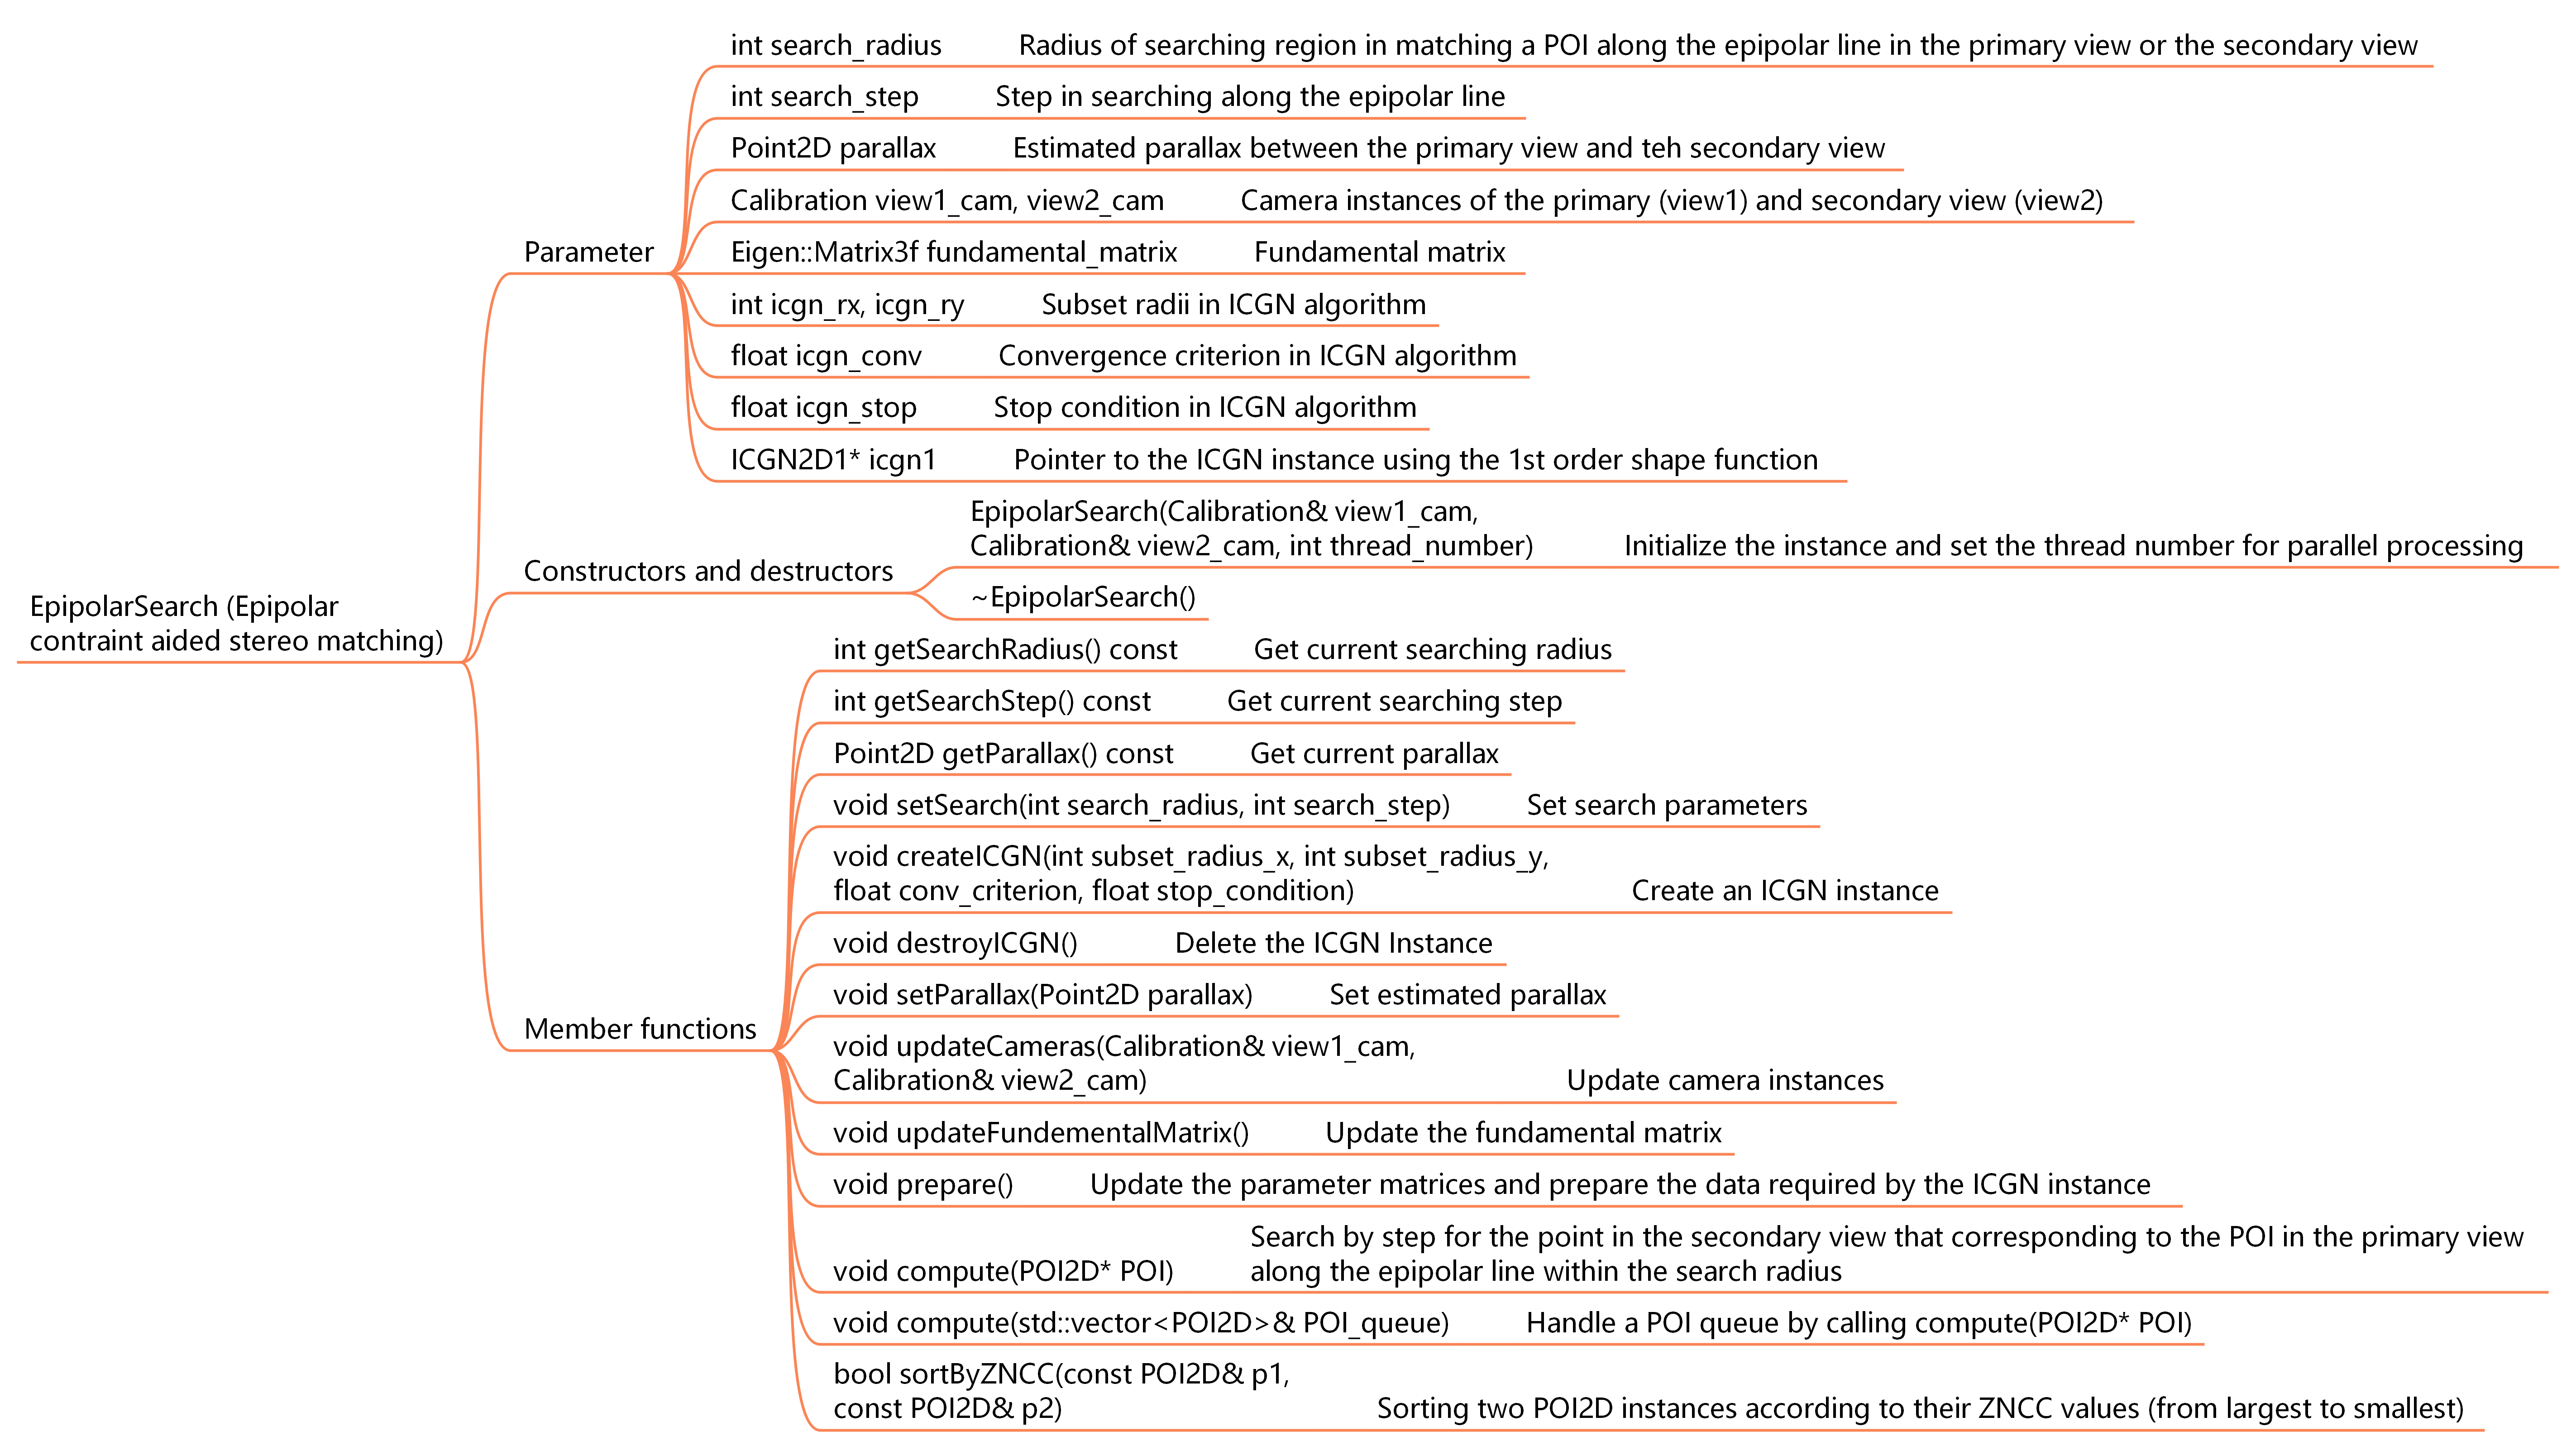 int search_radius Radius of searching region in matching a POI along the epipolar line in the primary view or the secondary view
int search_step Step in searching along the epipolar line
Point2D parallax Estimated parallax between the primary view and teh secondary view
Calibration view1_cam, view2_cam Camera instances of the primary (view1) and secondary view (view2)
Parameter
Eigen::Matrix3f fundamental_matrix Fundamental matrix
int icgn_rx, icgn_ry Subset radii in ICGN algorithm
float icgn_conv Convergence criterion in ICGN algorithm
float icgn_stop Stop condition in ICGN algorithm
ICGN2D1* icgn1 Pointer to the ICGN instance using the 1st order shape function
Constructors and destructors
EpipolarSearch(Calibration& view1_cam,
Calibration& view2_cam, int thread_number) Initialize the instance and set the thread number for parallel processing
~EpipolarSearch()
EpipolarSearch (Epipolar
contraint aided stereo matching)
Member functions
int getSearchRadius() const Get current searching radius
int getSearchStep() const Get current searching step
Point2D getParallax() const Get current parallax
void setSearch(int search_radius, int search_step) Set search parameters
void createICGN(int subset_radius_x, int subset_radius_y,
float conv_criterion, float stop_condition) Create an ICGN instance
void destroyICGN() Delete the ICGN Instance
void setParallax(Point2D parallax) Set estimated parallax
void updateCameras(Calibration& view1_cam,
Calibration& view2_cam) Update camera instances
void updateFundementalMatrix() Update the fundamental matrix
void prepare() Update the parameter matrices and prepare the data required by the ICGN instance
void compute(POI2D* POI)
Search by step for the point in the secondary view that corresponding to the POI in the primary view
along the epipolar line within the search radius
void compute(std::vector<POI2D>& POI_queue) Handle a POI queue by calling compute(POI2D* POI)
bool sortByZNCC(const POI2D& p1,
const POI2D& p2) Sorting two POI2D instances according to their ZNCC values (from largest to smallest)